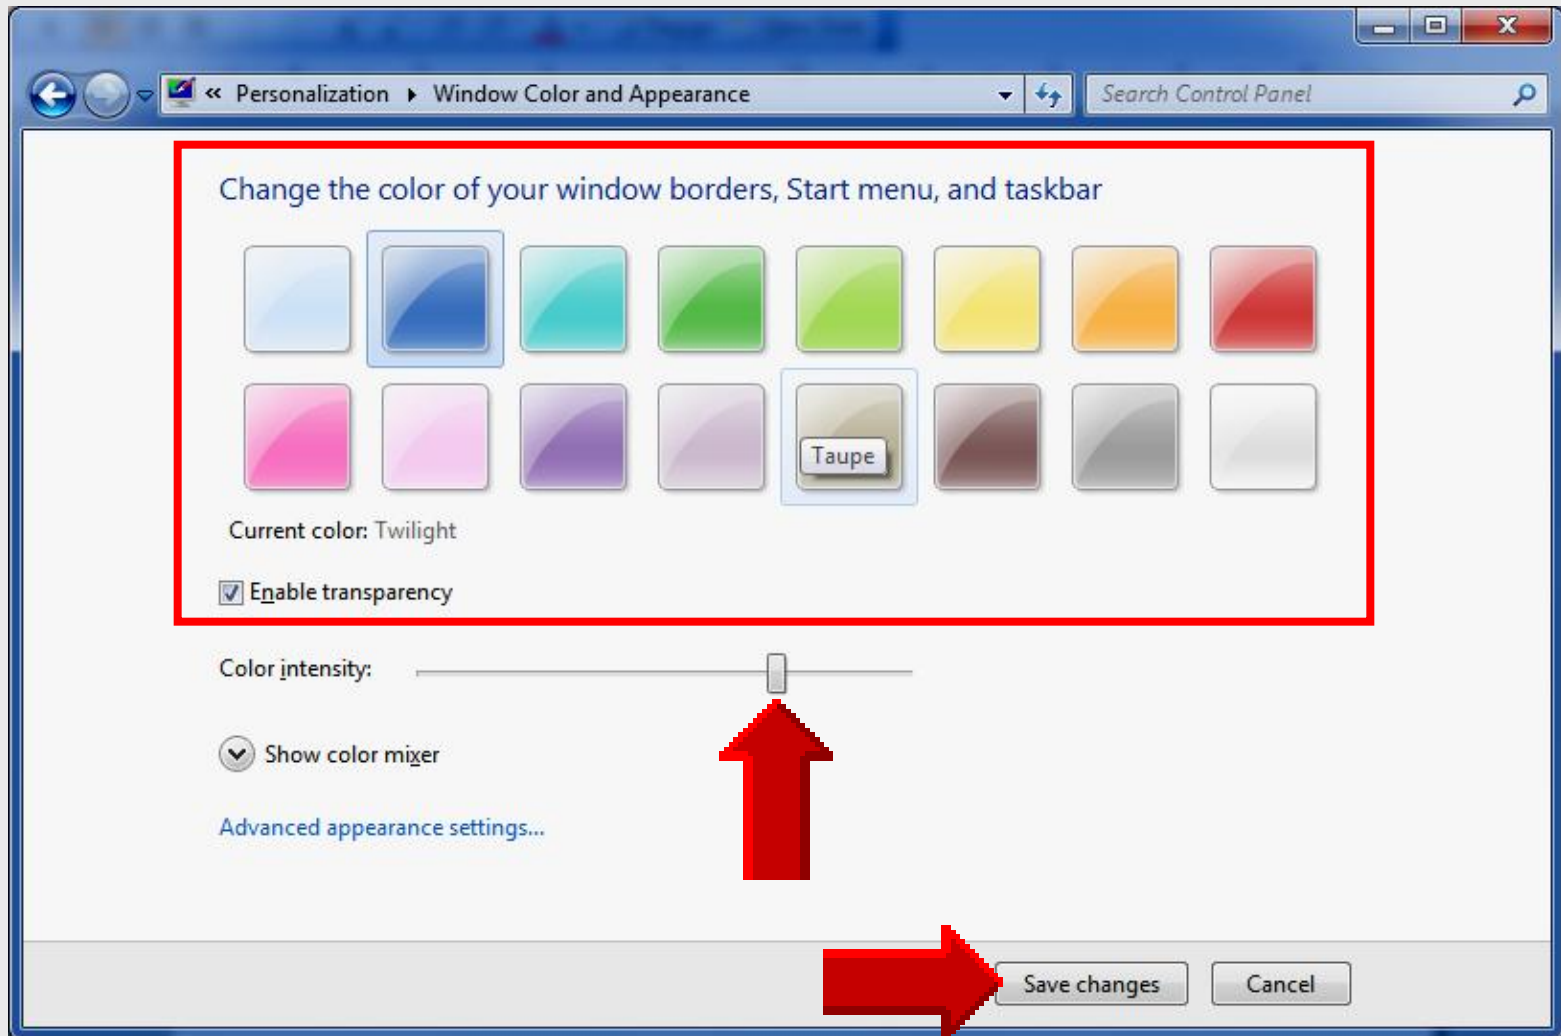 « Personalization ▸ Window Color and Appearance
Search Control Panel
Change the color of your window borders, Start menu, and taskbar
Taupe
Current color: Twilight
Enable transparency
Color intensity:
Show color mixer
Advanced appearance settings...
Save changes
Cancel